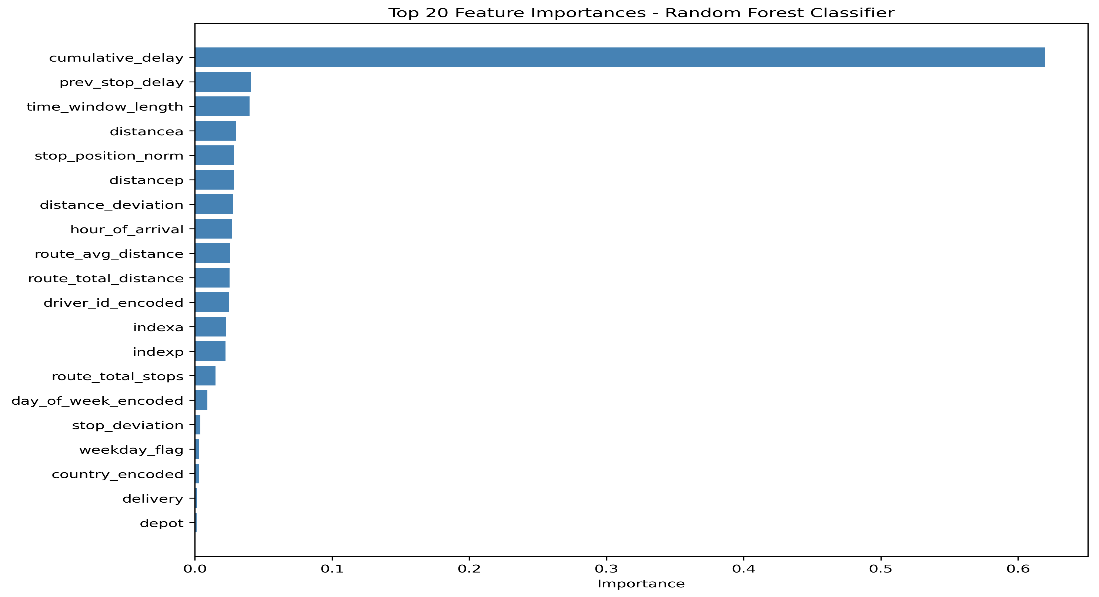 Top 20 Feature Importances - Random Forest Classifier
cumulative_delay
prev_stop_delay
time_window_length
distancea
stop_position_norm
distancep
distance_deviation
hour_of_arrival
route_avg_distance
route_total_distance
driver_id_encoded
indexa
indexp
route_total_stops
day_of_week_encoded
stop_deviation
weekday_flag
country_encoded
delivery
depot
0.0 0.1 0.2 0.3 0.4 0.5 0.6
Importance